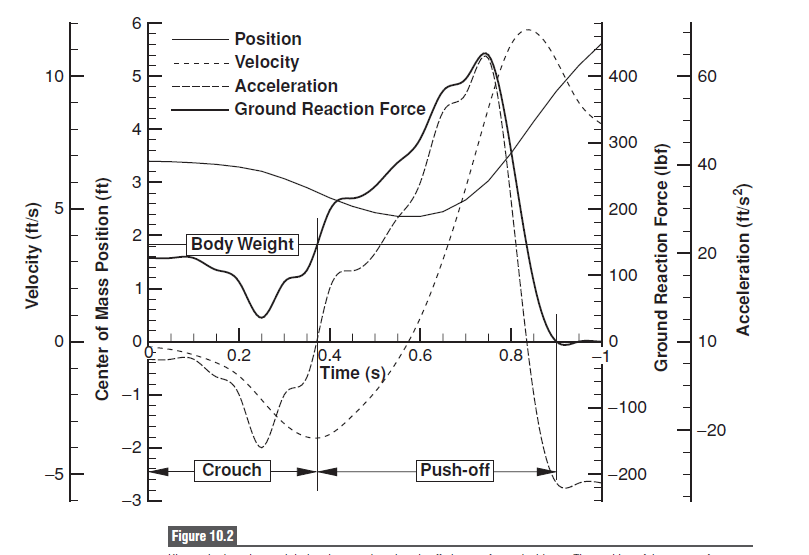 Position
Velocity
Acceleration
Ground Reaction Force
Body Weight
Crouch
Push-off
Time (s)
0
0.2
0.4
0.6
0.8
1
Velocity (ft/s)
10
5
0
–5
Center of Mass Position (ft)
6
5
4
3
2
1
0
–1
–2
–3
Ground Reaction Force (lbf)
400
300
200
100
0
–100
–200
Acceleration (ft/s²)
60
40
20
10
–20
Figure 10.2